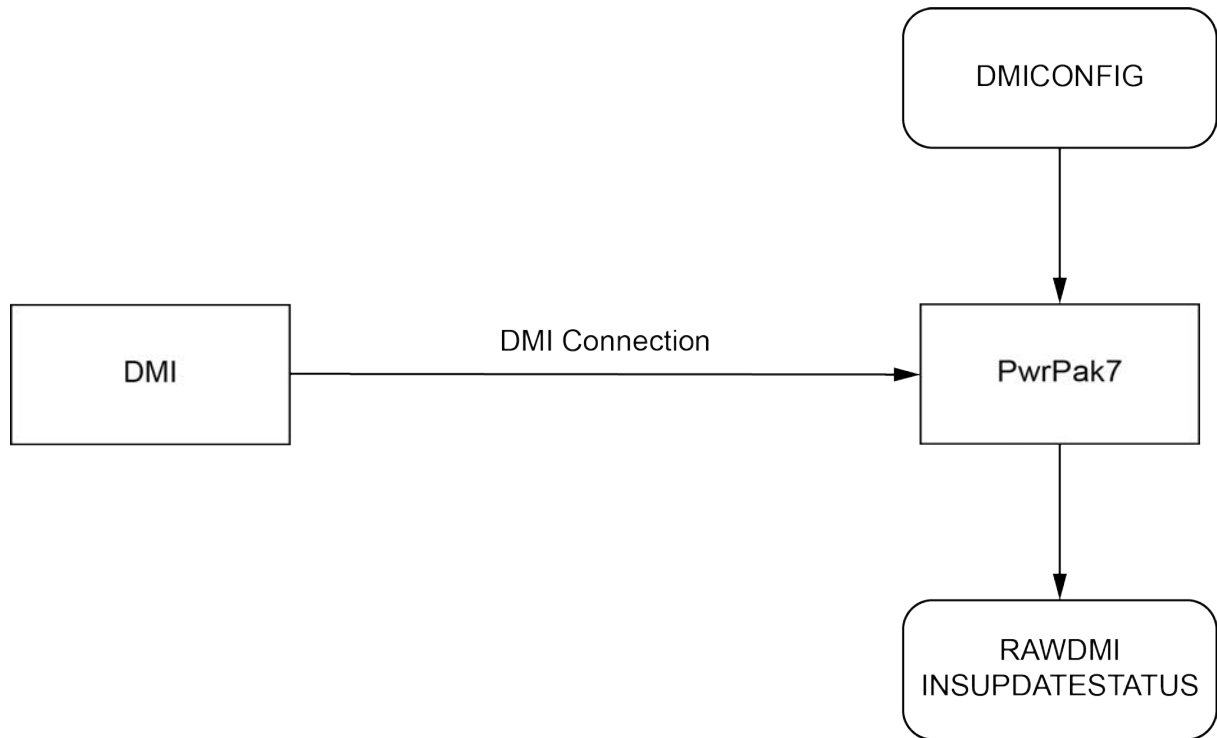 DMICONFIG
DMI Connection
DMI
PwrPak7
RAWDMI
INSUPDATESTATUS